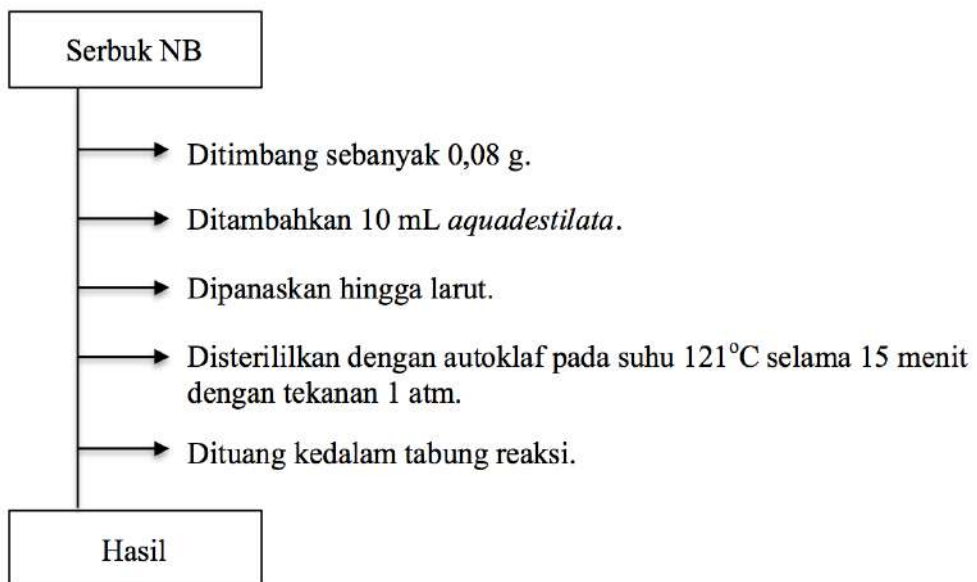 Serbuk NB
Ditimbang sebanyak 0,08 g.
Ditambahkan 10 mL aquadestilata.
Dipanaskan hingga larut.
Disterililkan dengan autoklaf pada suhu 121°C selama 15 menit
dengan tekanan 1 atm.
Dituang kedalam tabung reaksi.
Hasil